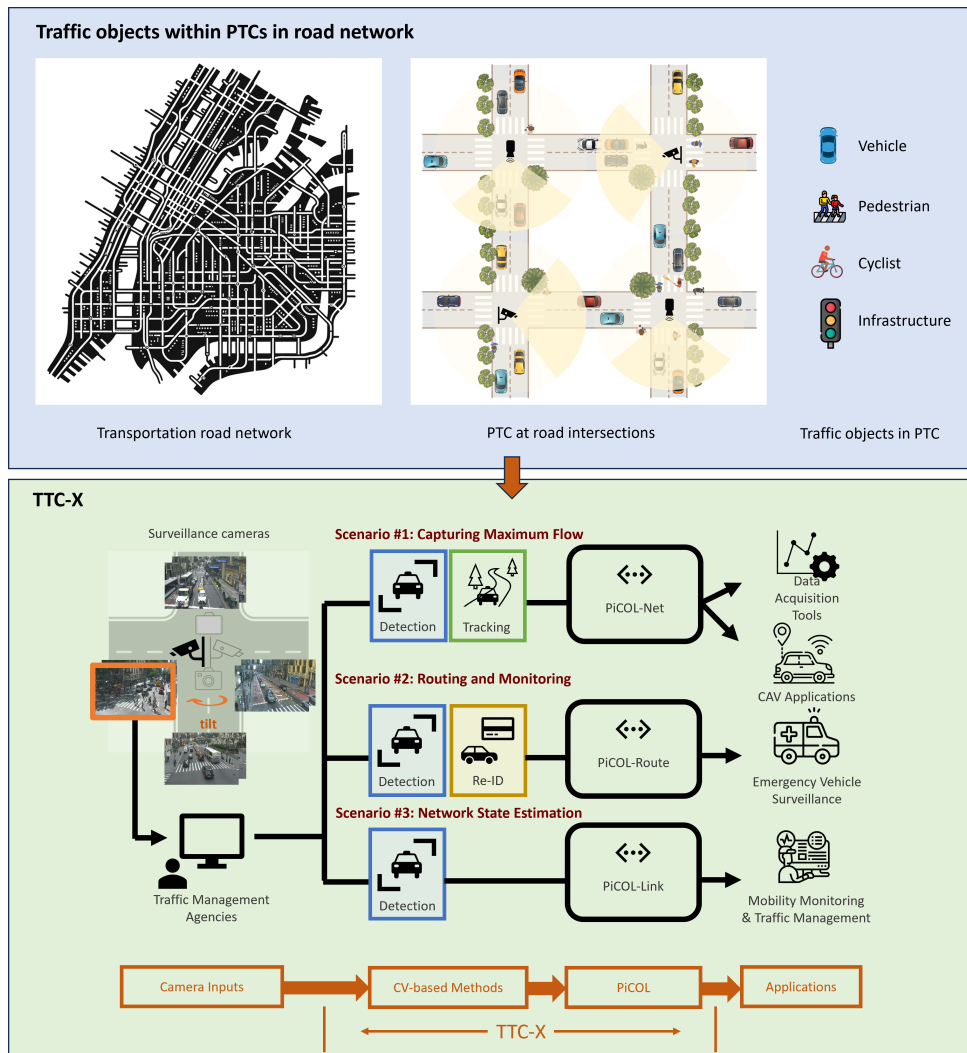 Traffic objects within PTCs in road network
Vehicle
Pedestrian
Cyclist
Infrastructure
Transportation road network
PTC at road intersections
Traffic objects in PTC
TTC-X
Surveillance cameras
tilt
Traffic Management
Agencies
Scenario #1: Capturing Maximum Flow
Detection
Tracking
PiCOL-Net
Data
Acquisition
Tools
CAV Applications
Scenario #2: Routing and Monitoring
Detection
Re-ID
PiCOL-Route
Emergency Vehicle
Surveillance
Scenario #3: Network State Estimation
Detection
PiCOL-Link
Mobility Monitoring
& Traffic Management
Camera Inputs
CV-based Methods
PiCOL
Applications
TTC-X